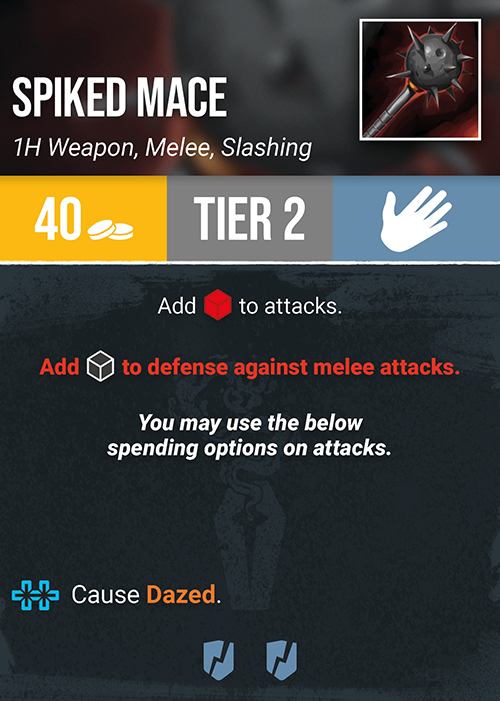 SPIKED MACE
1H Weapon, Melee, Slashing
40
TIER 2
Add to attacks.
Add to defense against melee attacks.
You may use the below
spending options on attacks.
Cause Dazed.